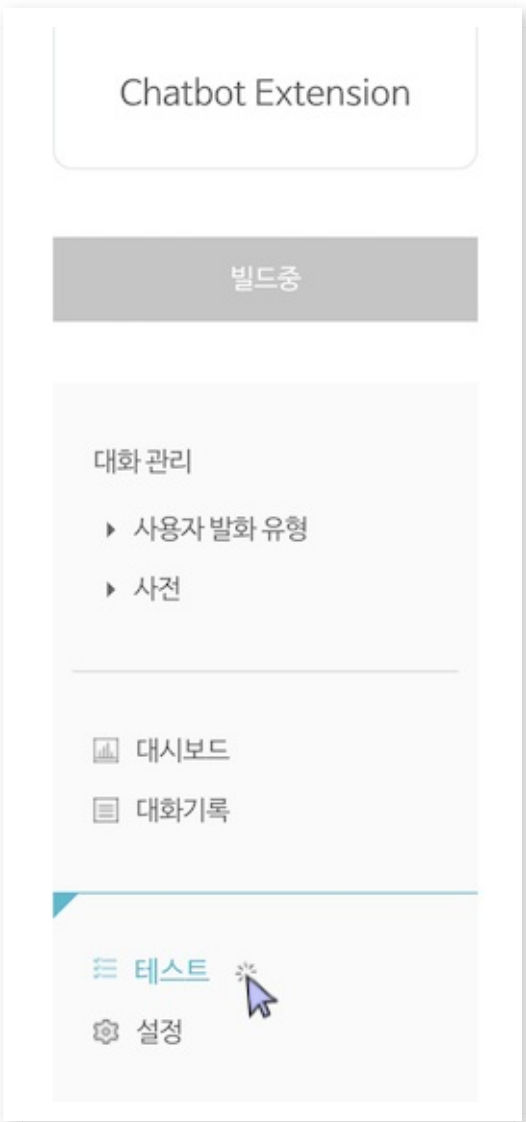 Chatbot Extension
빌드중
대화 관리
사용자 발화 유형
사전
대시보드
대화기록
테스트
설정